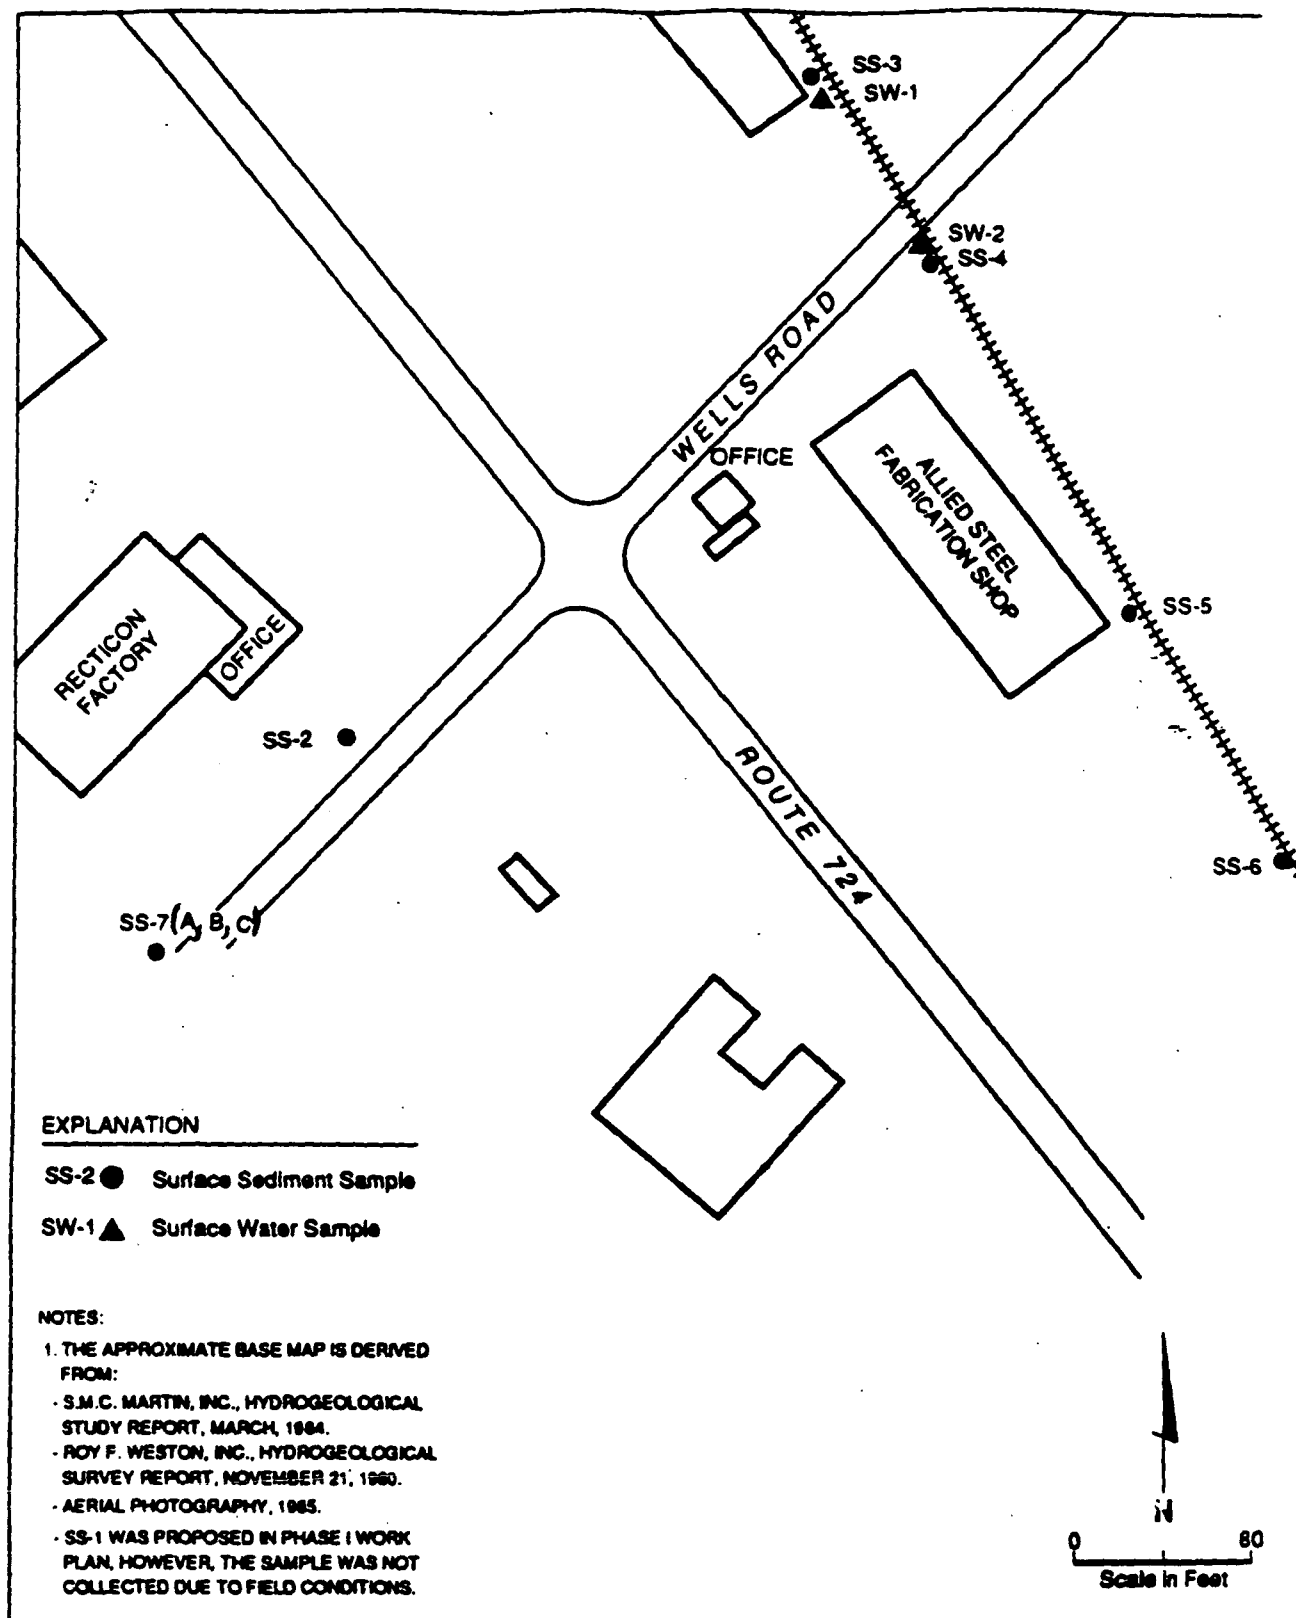 SS-3
SW-1
SW-2
SS-4
WELLS ROAD
OFFICE
ALLIED STEEL
FABRICATION SHOP
SS-5
RECTICON
FACTORY
OFFICE
SS-2
ROUTE 724
SS-6
SS-7(A, B, C)
EXPLANATION
SS-2 Surface Sediment Sample
SW-1 Surface Water Sample
NOTES:
1. THE APPROXIMATE BASE MAP IS DERIVED
FROM:
- S.M.C. MARTIN, INC., HYDROGEOLOGICAL
STUDY REPORT, MARCH, 1984.
- ROY F. WESTON, INC., HYDROGEOLOGICAL
SURVEY REPORT, NOVEMBER 21, 1980.
- AERIAL PHOTOGRAPHY, 1985.
- SS-1 WAS PROPOSED IN PHASE I WORK
PLAN, HOWEVER, THE SAMPLE WAS NOT
COLLECTED DUE TO FIELD CONDITIONS.
N
0 80
Scale in Feet